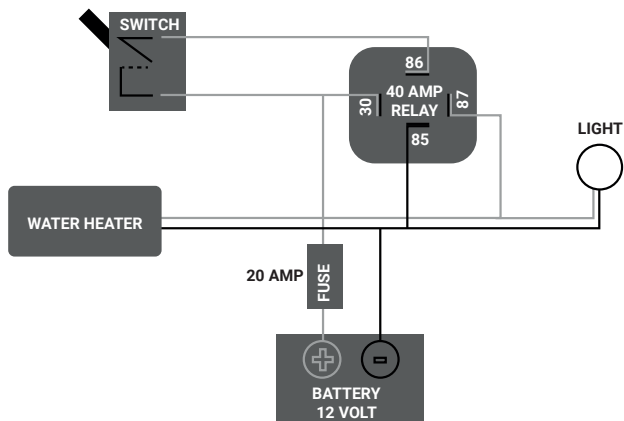 SWITCH
86
30
40 AMP
RELAY
87
85
LIGHT
WATER HEATER
20 AMP
FUSE
BATTERY
12 VOLT